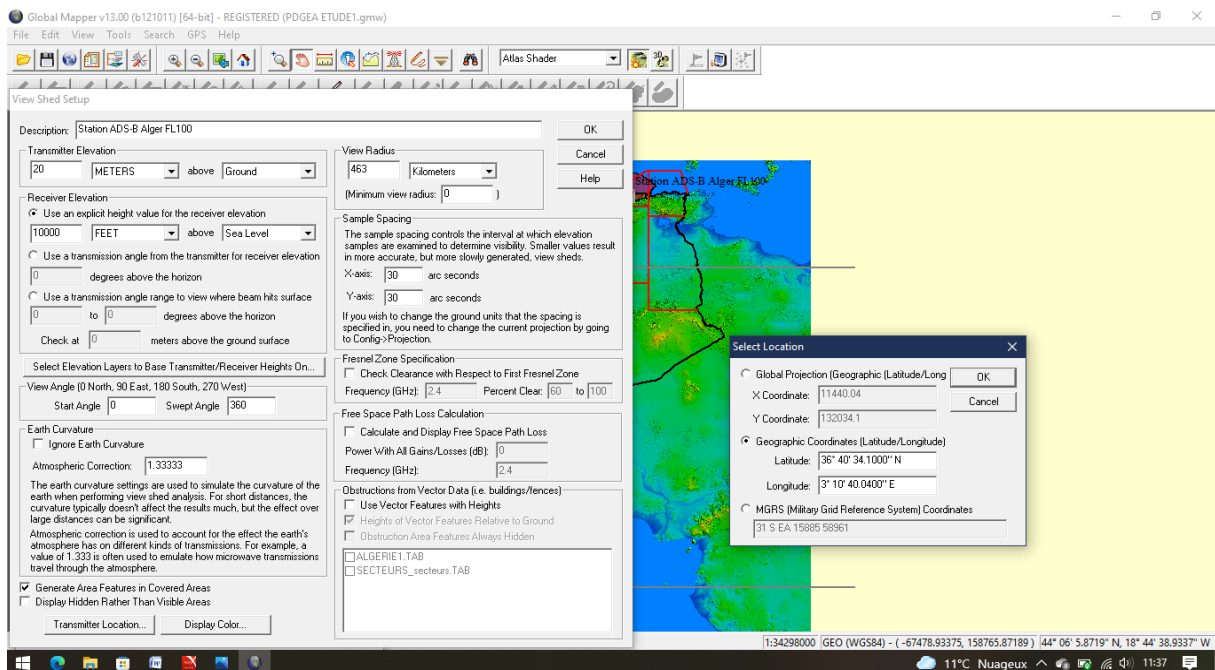 Global Mapper v13.00 (b121011) [64-bit] - REGISTERED (PDGEA ETUDE1.gmw)
File Edit View Tools Search GPS Help
Atlas Shader
View Shed Setup
Description: Station ADS-B Alger FL100
OK
Cancel
Help
Transmitter Elevation
20 METERS above Ground
Receiver Elevation
Use an explicit height value for the receiver elevation
10000 FEET above Sea Level
Use a transmission angle from the transmitter for receiver elevation
0 degrees above the horizon
Use a transmission angle range to view where beam hits surface
0 to 0 degrees above the horizon
Check at 0 meters above the ground surface
Select Elevation Layers to Base Transmitter/Receiver Heights On...
View Angle (0 North, 90 East, 180 South, 270 West)
Start Angle 0 Swept Angle 360
Earth Curvature
Ignore Earth Curvature
Atmospheric Correction: 1.33333
The earth curvature settings are used to simulate the curvature of the
earth when performing view shed analysis. For short distances, the
curvature typically doesn't affect the results much, but the effect over
large distances can be significant.
Atmospheric correction is used to account for the effect the earth's
atmosphere has on different kinds of transmissions. For example, a
value of 1.333 is often used to emulate how microwave transmissions
travel through the atmosphere.
Generate Area Features in Covered Areas
Display Hidden Rather Than Visible Areas
Transmitter Location... Display Color...
View Radius
463 Kilometers
(Minimum view radius: 0 )
Sample Spacing
The sample spacing controls the interval at which elevation
samples are examined to determine visibility. Smaller values result
in more accurate, but more slowly generated, view sheds.
X-axis: 30 arc seconds
Y-axis: 30 arc seconds
If you wish to change the ground units that the spacing is
specified in, you need to change the current projection by going
to Config->Projection.
Fresnel Zone Specification
Check Clearance with Respect to First Fresnel Zone
Frequency (GHz): 2.4 Percent Clear: 60 to 100
Free Space Path Loss Calculation
Calculate and Display Free Space Path Loss
Power With All Gains/Losses (dB): 0
Frequency (GHz): 2.4
Obstructions from Vector Data (i.e. buildings/fences)
Use Vector Features with Heights
Heights of Vector Features Relative to Ground
Obstruction Area Features Always Hidden
ALGERIE1.TAB
SECTEURS_secteurs.TAB
Station ADS-B Alger FL100
Select Location
Global Projection (Geographic (Latitude/Long
OK
X Coordinate: 11440.04
Cancel
Y Coordinate: 132034.1
Geographic Coordinates (Latitude/Longitude)
Latitude: 36° 40' 34.1000'' N
Longitude: 3° 10' 40.0400'' E
MGRS (Military Grid Reference System) Coordinates
31 S EA 15885 58961
1:34298000 GEO (WGS84) - ( -67478.93375, 158765.87189 ) 44° 06' 5.8719" N, 18° 44' 38.9337" W
11°C Nuageux 11:37